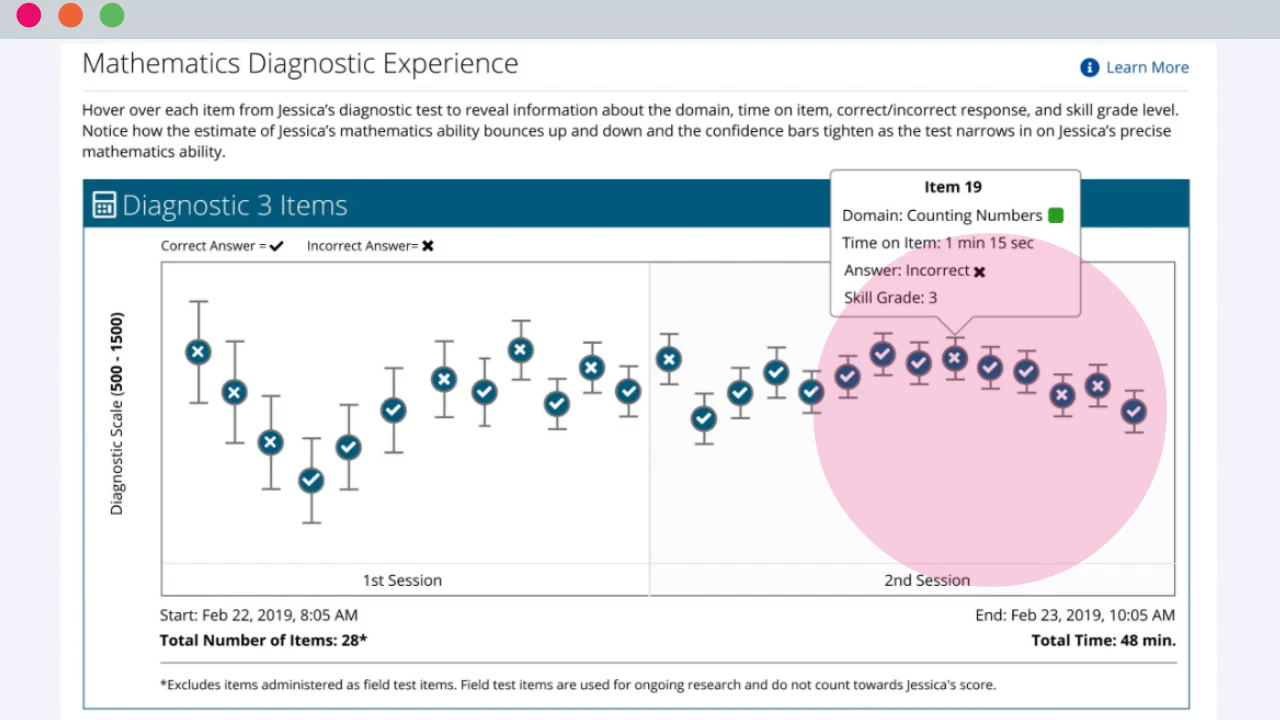 Mathematics Diagnostic Experience
Learn More
Hover over each item from Jessica's diagnostic test to reveal information about the domain, time on item, correct/incorrect response, and skill grade level.
Notice how the estimate of Jessica's mathematics ability bounces up and down and the confidence bars tighten as the test narrows in on Jessica's precise
mathematics ability.
Diagnostic 3 Items
Item 19
Domain: Counting Numbers
Time on Item: 1 min 15 sec
Answer: Incorrect
Skill Grade: 3
Correct Answer =
Incorrect Answer=
Diagnostic Scale (500 - 1500)
1st Session
2nd Session
Start: Feb 22, 2019, 8:05 AM
End: Feb 23, 2019, 10:05 AM
Total Number of Items: 28*
Total Time: 48 min.
*Excludes items administered as field test items. Field test items are used for ongoing research and do not count towards Jessica's score.